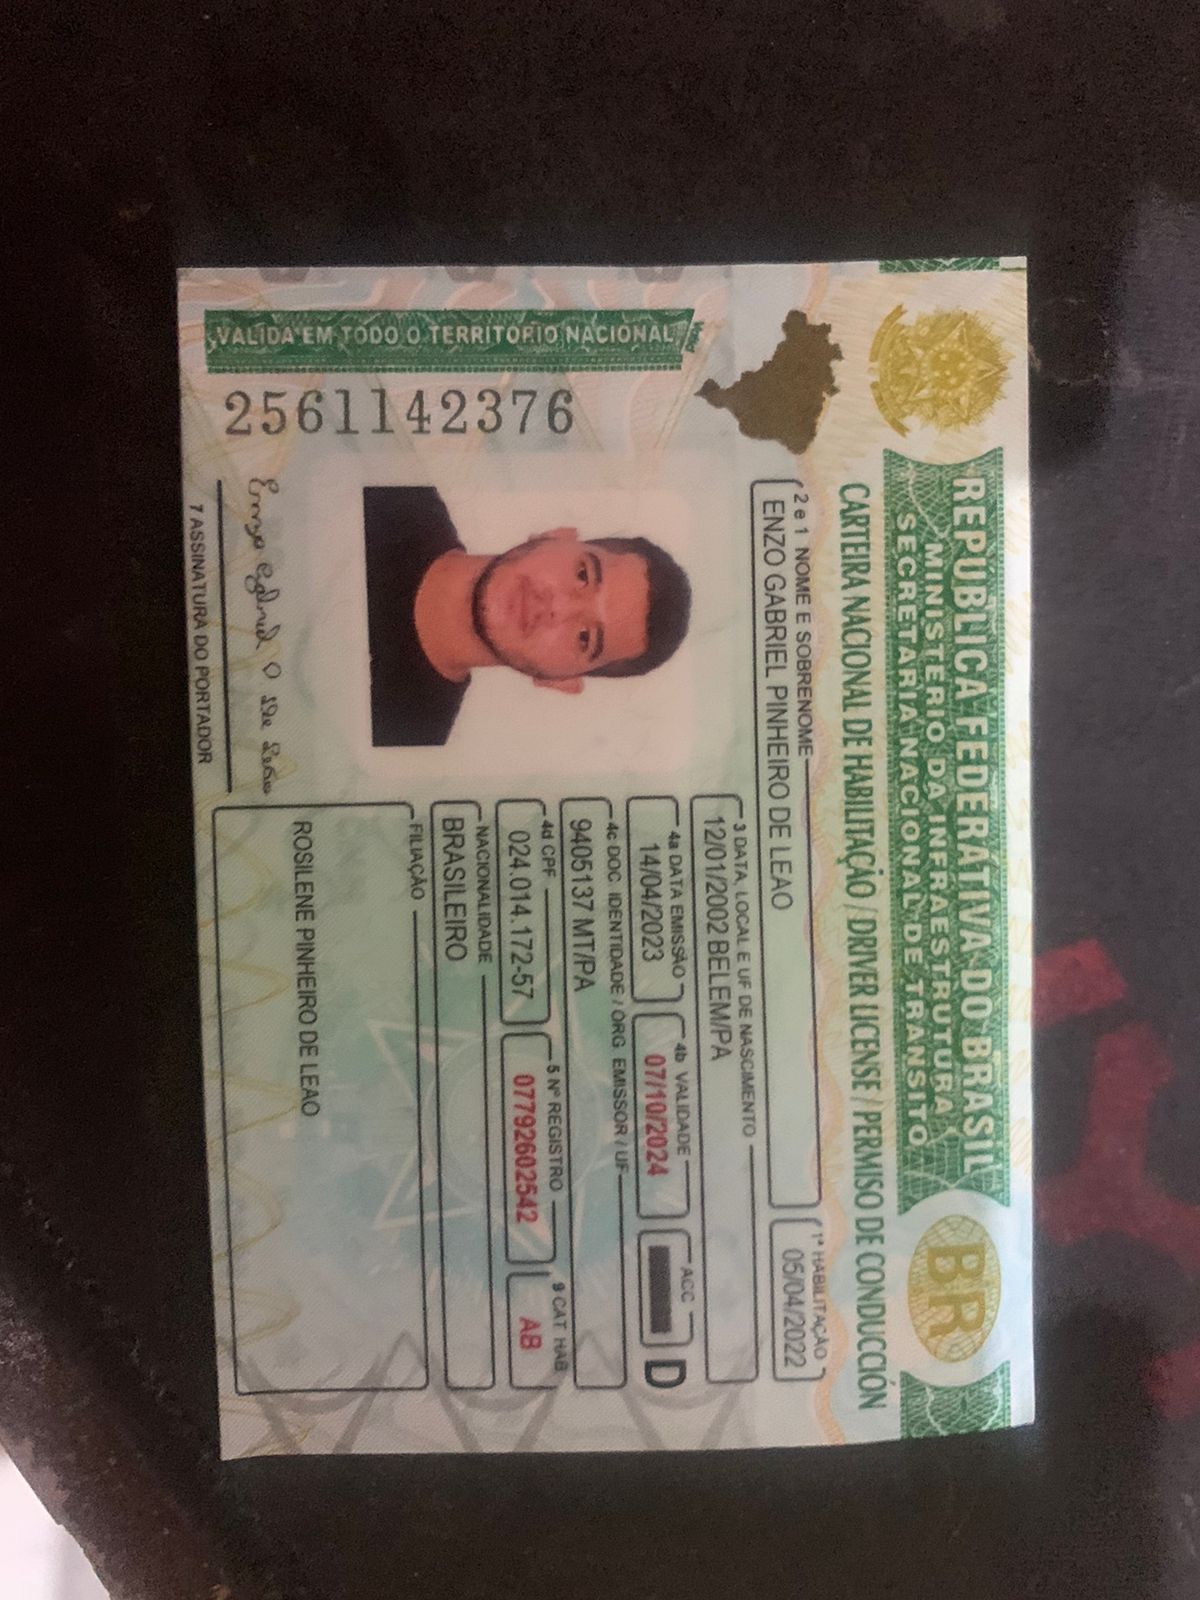 REPUBLICA FEDERATIVA DO BRASIL
MINISTERIO DA INFRAESTRUTURA
SECRETARIA NACIONAL DE TRANSITO
BR
CARTEIRA NACIONAL DE HABILITAÇÃO / DRIVER LICENSE / PERMISO DE CONDUCCIÓN
2 e 1 NOME E SOBRENOME
ENZO GABRIEL PINHEIRO DE LEAO
1ª HABILITAÇÃO
05/04/2022
3 DATA, LOCAL E UF DE NASCIMENTO
12/01/2002 BELEM/PA
4a DATA EMISSÃO
14/04/2023
4b VALIDADE
07/10/2024
ACC
D
4c DOC. IDENTIDADE / ORG EMISSOR / UF
9405137 MT/PA
4d CPF
024.014.172-57
5 Nº REGISTRO
07792602542
9 CAT HAB
AB
NACIONALIDADE
BRASILEIRO
FILIAÇÃO
ROSILENE PINHEIRO DE LEAO
Enzo Gabriel P de Leão
7 ASSINATURA DO PORTADOR
VALIDA EM TODO O TERRITORIO NACIONAL
2561142376